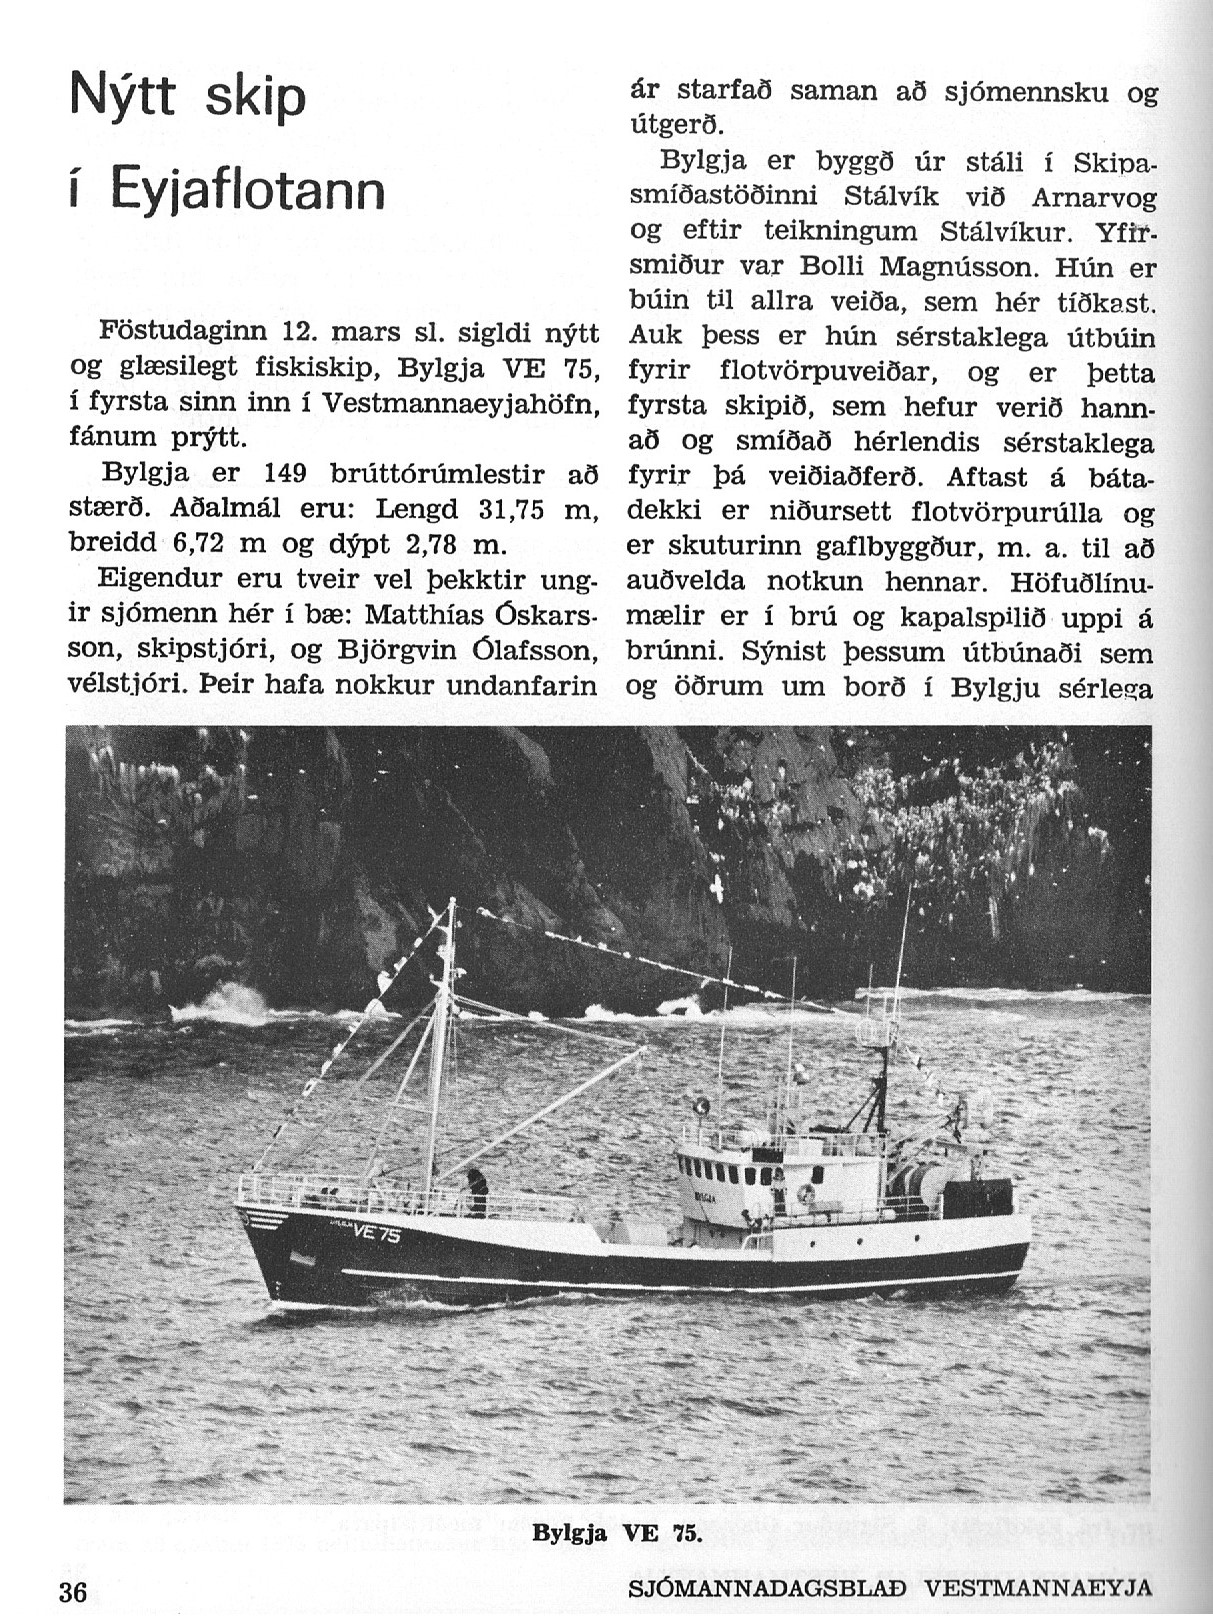 Nýtt skip
í Eyjaflotann
Föstudaginn 12. mars sl. sigldi nýtt
og glæsilegt fiskiskip, Bylgja VE 75,
í fyrsta sinn inn í Vestmannaeyjahöfn,
fánum prýtt.
Bylgja er 149 brúttórúmlestir að
stærð. Aðalmál eru: Lengd 31,75 m,
breidd 6,72 m og dýpt 2,78 m.
Eigendur eru tveir vel þekktir ung-
ir sjómenn hér í bæ: Matthías Óskars-
son, skipstjóri, og Björgvin Ólafsson,
vélstjóri. Þeir hafa nokkur undanfarin
ár starfað saman að sjómennsku og
útgerð.
Bylgja er byggð úr stáli í Skipa-
smíðastöðinni Stálvík við Arnarvog
og eftir teikningum Stálvíkur. Yfir-
smiður var Bolli Magnússon. Hún er
búin til allra veiða, sem hér tíðkast.
Auk þess er hún sérstaklega útbúin
fyrir flotvörpuveiðar, og er þetta
fyrsta skipið, sem hefur verið hann-
að og smíðað hérlendis sérstaklega
fyrir þá veiðiaðferð. Aftast á báta-
dekki er niðursett flotvörpurúlla og
er skuturinn gaflbyggður, m. a. til að
auðvelda notkun hennar. Höfuðlínu-
mælir er í brú og kapalspilið uppi á
brúnni. Sýnist þessum útbúnaði sem
og öðrum um borð í Bylgju sérlega
BYLGJA
BYLGJA VE 75
Bylgja VE 75.
36
SJÓMANNADAGSBLAÐ VESTMANNAEYJA